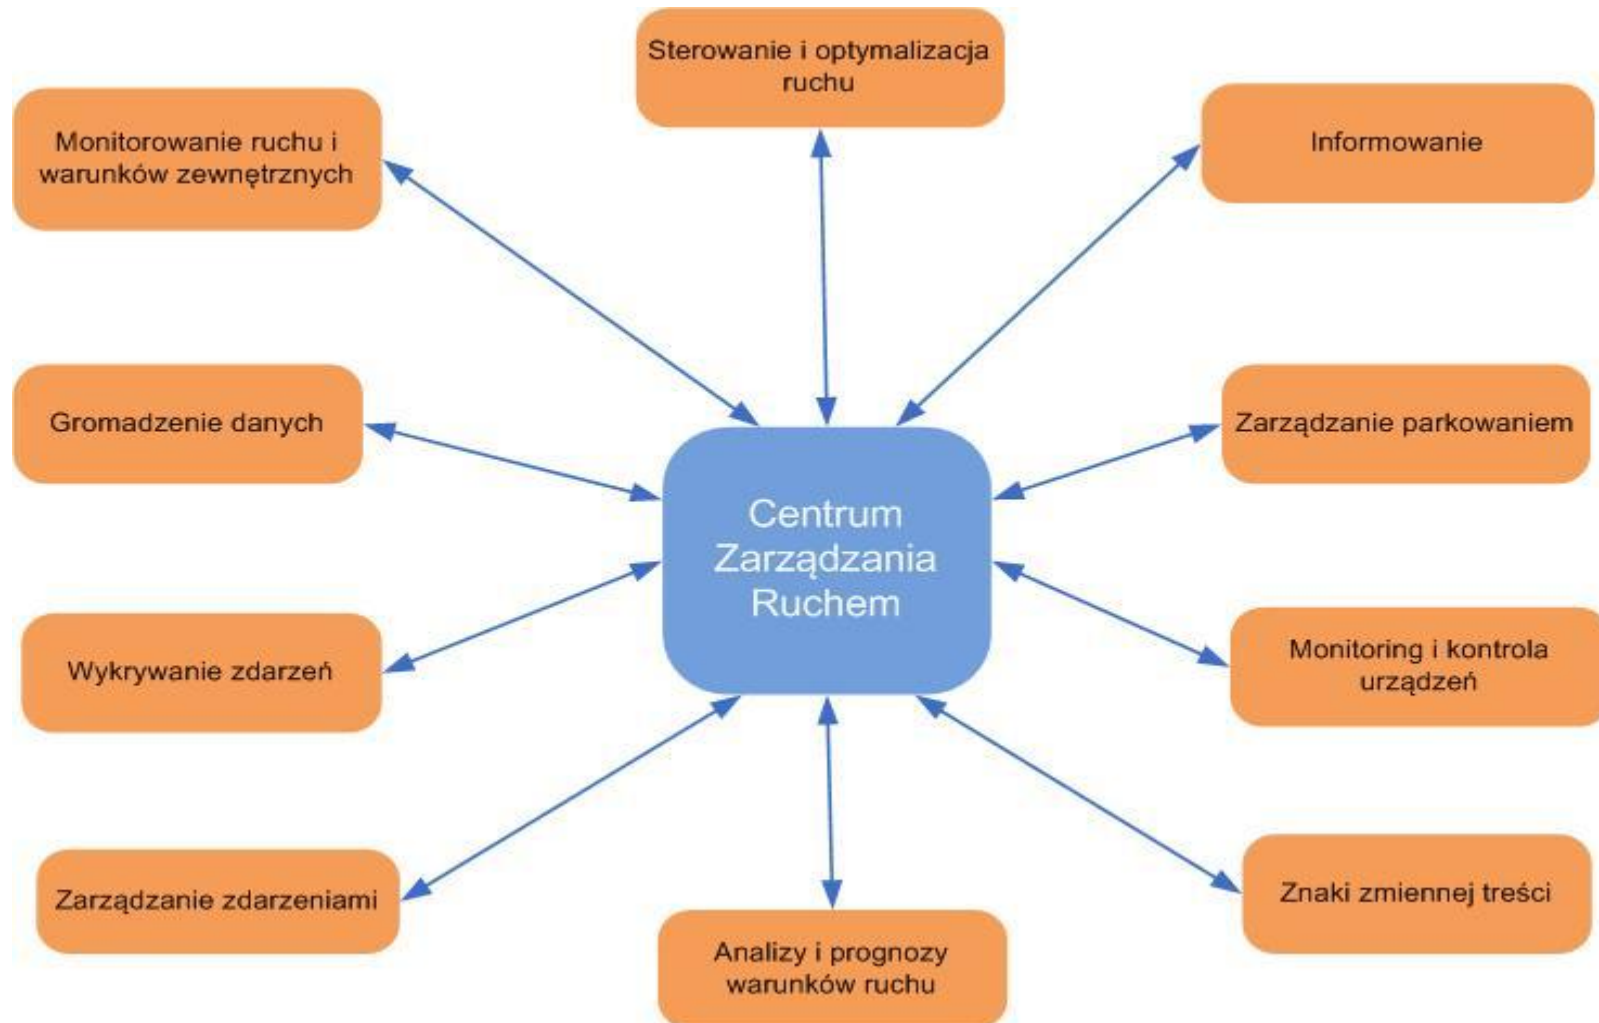 Sterowanie i optymalizacja
ruchu
Monitorowanie ruchu i
warunków zewnętrznych
Informowanie
Gromadzenie danych
Zarządzanie parkowaniem
Centrum
Zarządzania
Ruchem
Wykrywanie zdarzeń
Monitoring i kontrola
urządzeń
Zarządzanie zdarzeniami
Znaki zmiennej treści
Analizy i prognozy
warunków ruchu